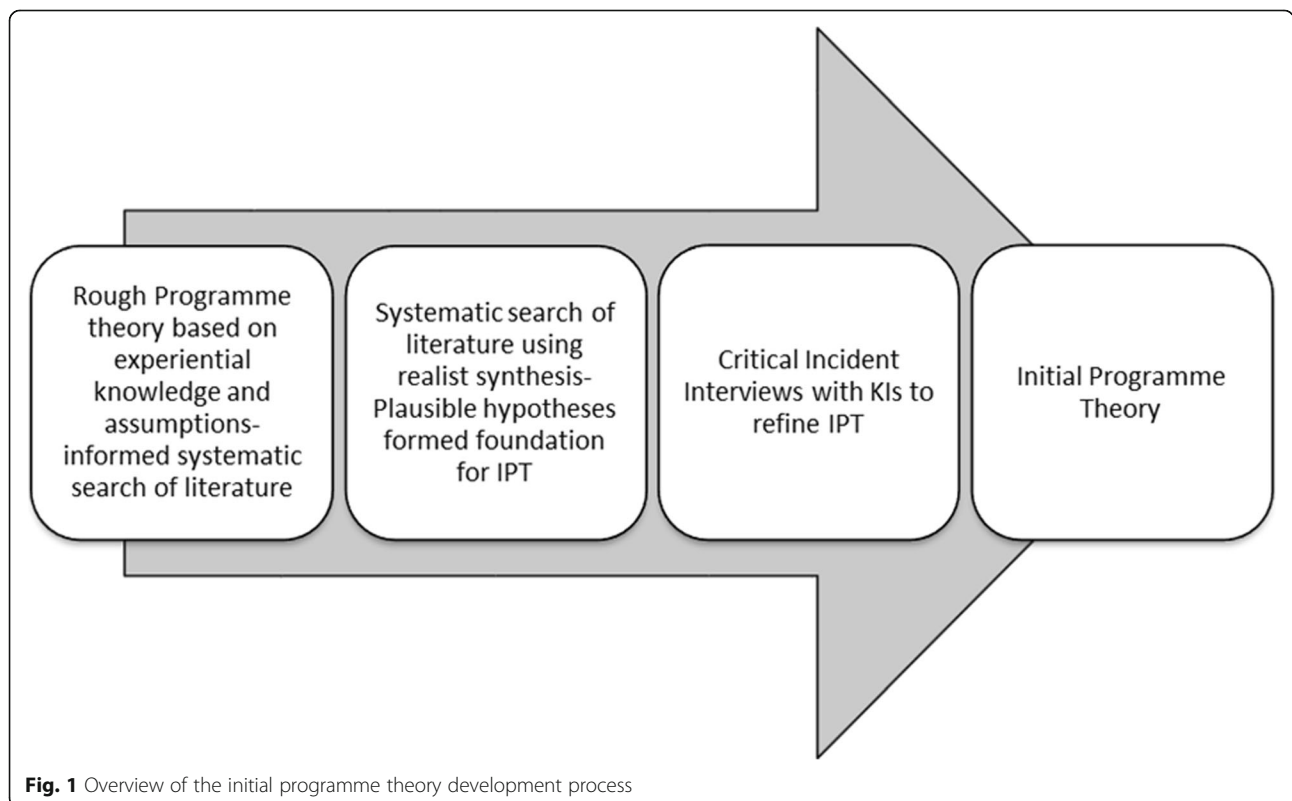 Rough Programme
theory based on
experiential
knowledge and
assumptions-
informed systematic
search of literature
Systematic search of
literature using
realist synthesis-
Plausible hypotheses
formed foundation
for IPT
Critical Incident
Interviews with KIs to
refine IPT
Initial Programme
Theory
Fig. 1 Overview of the initial programme theory development process